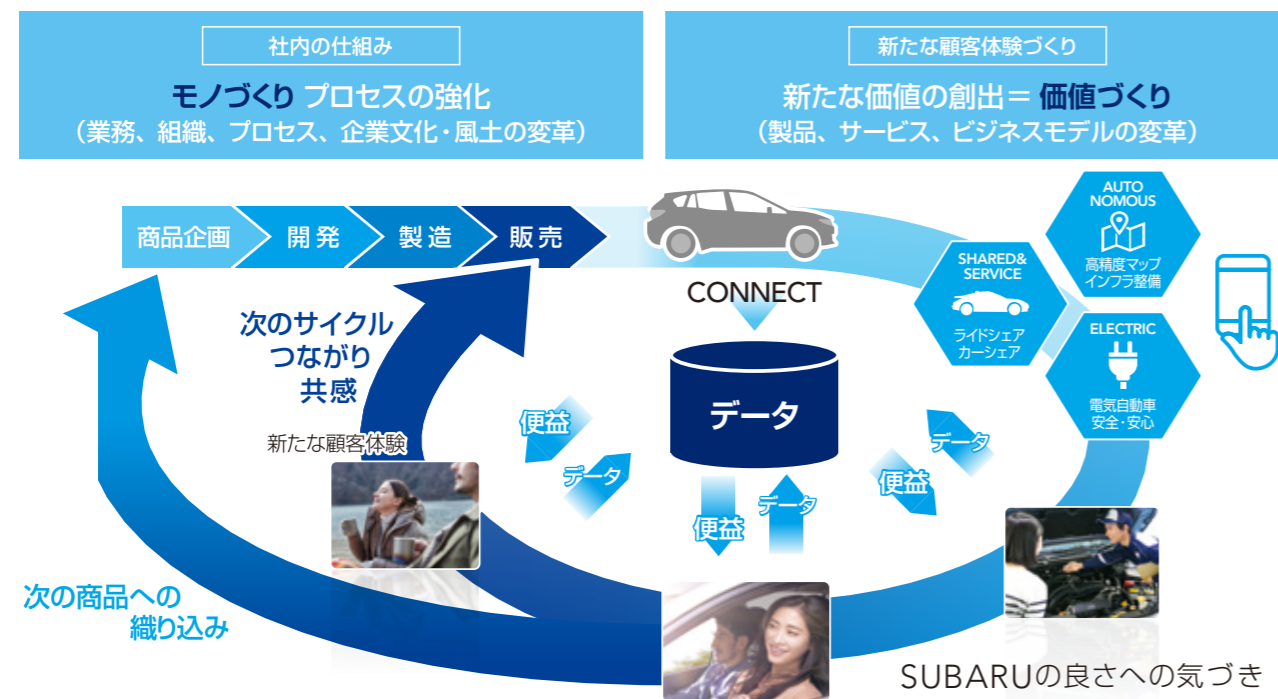 社内の仕組み
モノづくり プロセスの強化
（業務、組織、プロセス、企業文化・風土の変革）
新たな顧客体験づくり
新たな価値の創出＝ 価値づくり
（製品、サービス、ビジネスモデルの変革）
商品企画
開発
製造
販売
CONNECT
データ
AUTO
NOMOUS
高精度マップ
インフラ整備
SHARED&
SERVICE
ライドシェア
カーシェア
ELECTRIC
電気自動車
安全・安心
次のサイクル
つながり
共感
新たな顧客体験
便益
データ
便益
データ
便益
データ
次の商品への
織り込み
SUBARUの良さへの気づき